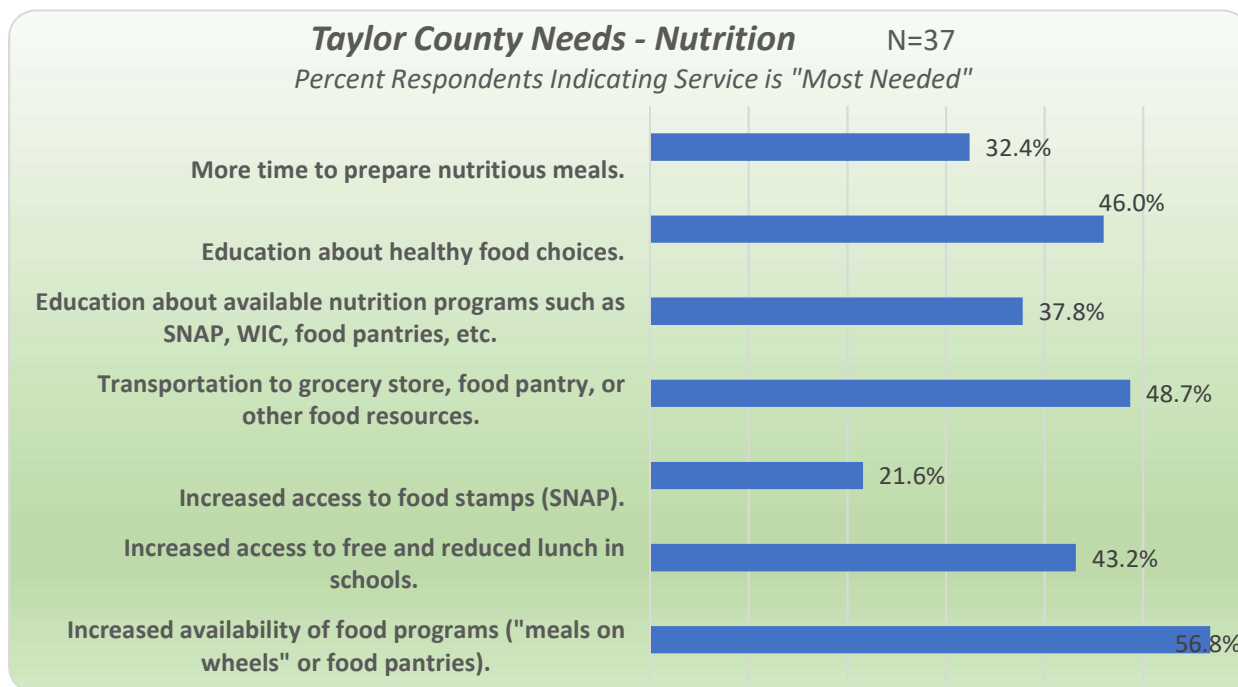 Taylor County Needs - Nutrition N=37
Percent Respondents Indicating Service is "Most Needed"
More time to prepare nutritious meals.
32.4%
Education about healthy food choices.
46.0%
Education about available nutrition programs such as
SNAP, WIC, food pantries, etc.
37.8%
Transportation to grocery store, food pantry, or
other food resources.
48.7%
Increased access to food stamps (SNAP).
21.6%
Increased access to free and reduced lunch in
schools.
43.2%
Increased availability of food programs ("meals on
wheels" or food pantries).
56.8%